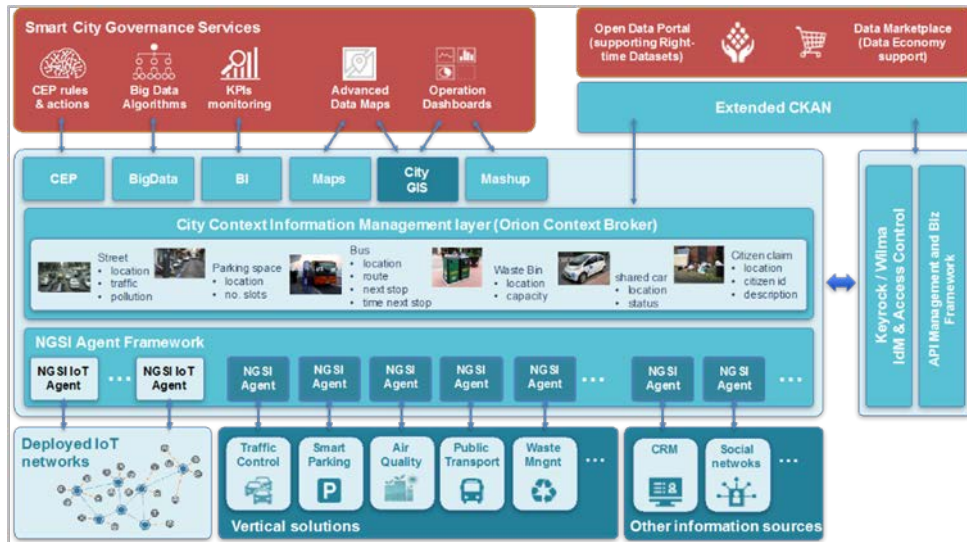 Smart City Governance Services
CEP rules
& actions
Big Data
Algorithms
KPIs
monitoring
Advanced
Data Maps
Operation
Dashboards
Open Data Portal
(supporting Right-
time Datasets)
Data Marketplace
(Data Economy
support)
Extended CKAN
CEP
BigData
BI
Maps
City
GIS
Mashup
City Context Information Management layer (Orion Context Broker)
Street
• location
• traffic
• pollution
Parking space
• location
• no. slots
Bus
• location
• route
• next stop
• time next stop
Waste Bin
• location
• capacity
shared car
• location
• status
Citizen claim
• location
• citizen id
• description
Keyrock / Wilma
IdM & Access Control
API Management and Biz
Framework
NGSI Agent Framework
NGSI IoT
Agent
...
NGSI IoT
Agent
NGSI
Agent
NGSI
Agent
NGSI
Agent
NGSI
Agent
NGSI
Agent
...
NGSI
Agent
NGSI
Agent
...
Deployed IoT
networks
Traffic
Control
Smart
Parking
P
Air
Quality
Public
Transport
Waste
Mngnt
...
Vertical solutions
CRM
Social
netwoks
...
Other information sources